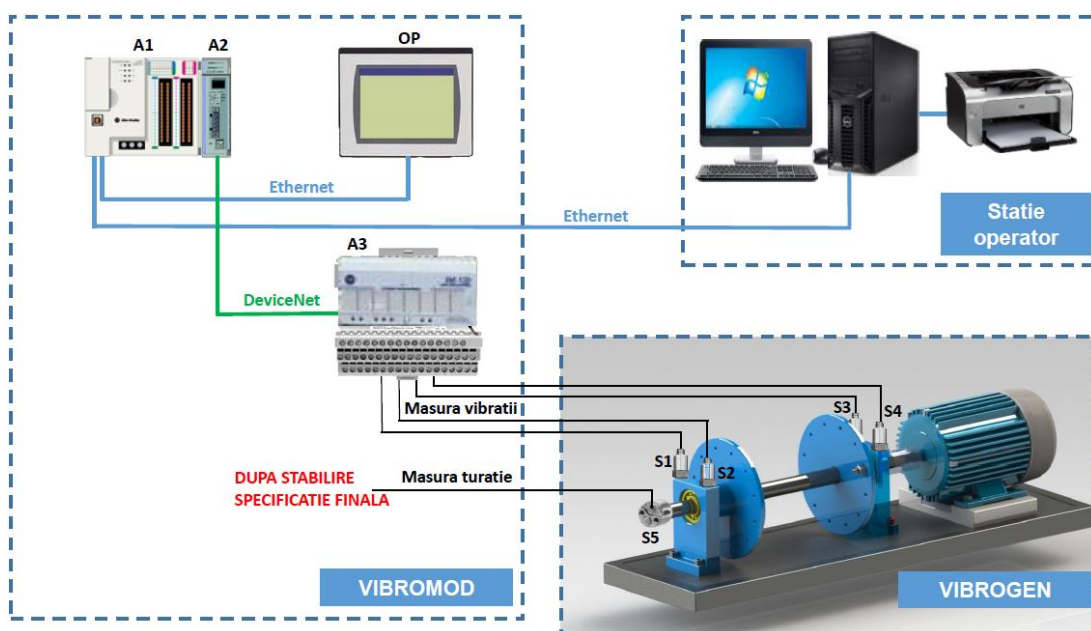 A1
A2
OP
Ethernet
Ethernet
Statie
operator
A3
DeviceNet
Masura vibratii
S3
S4
S1
S2
DUPA STABILIRE
SPECIFICATIE FINALA
Masura turatie
S5
VIBROMOD
VIBROGEN